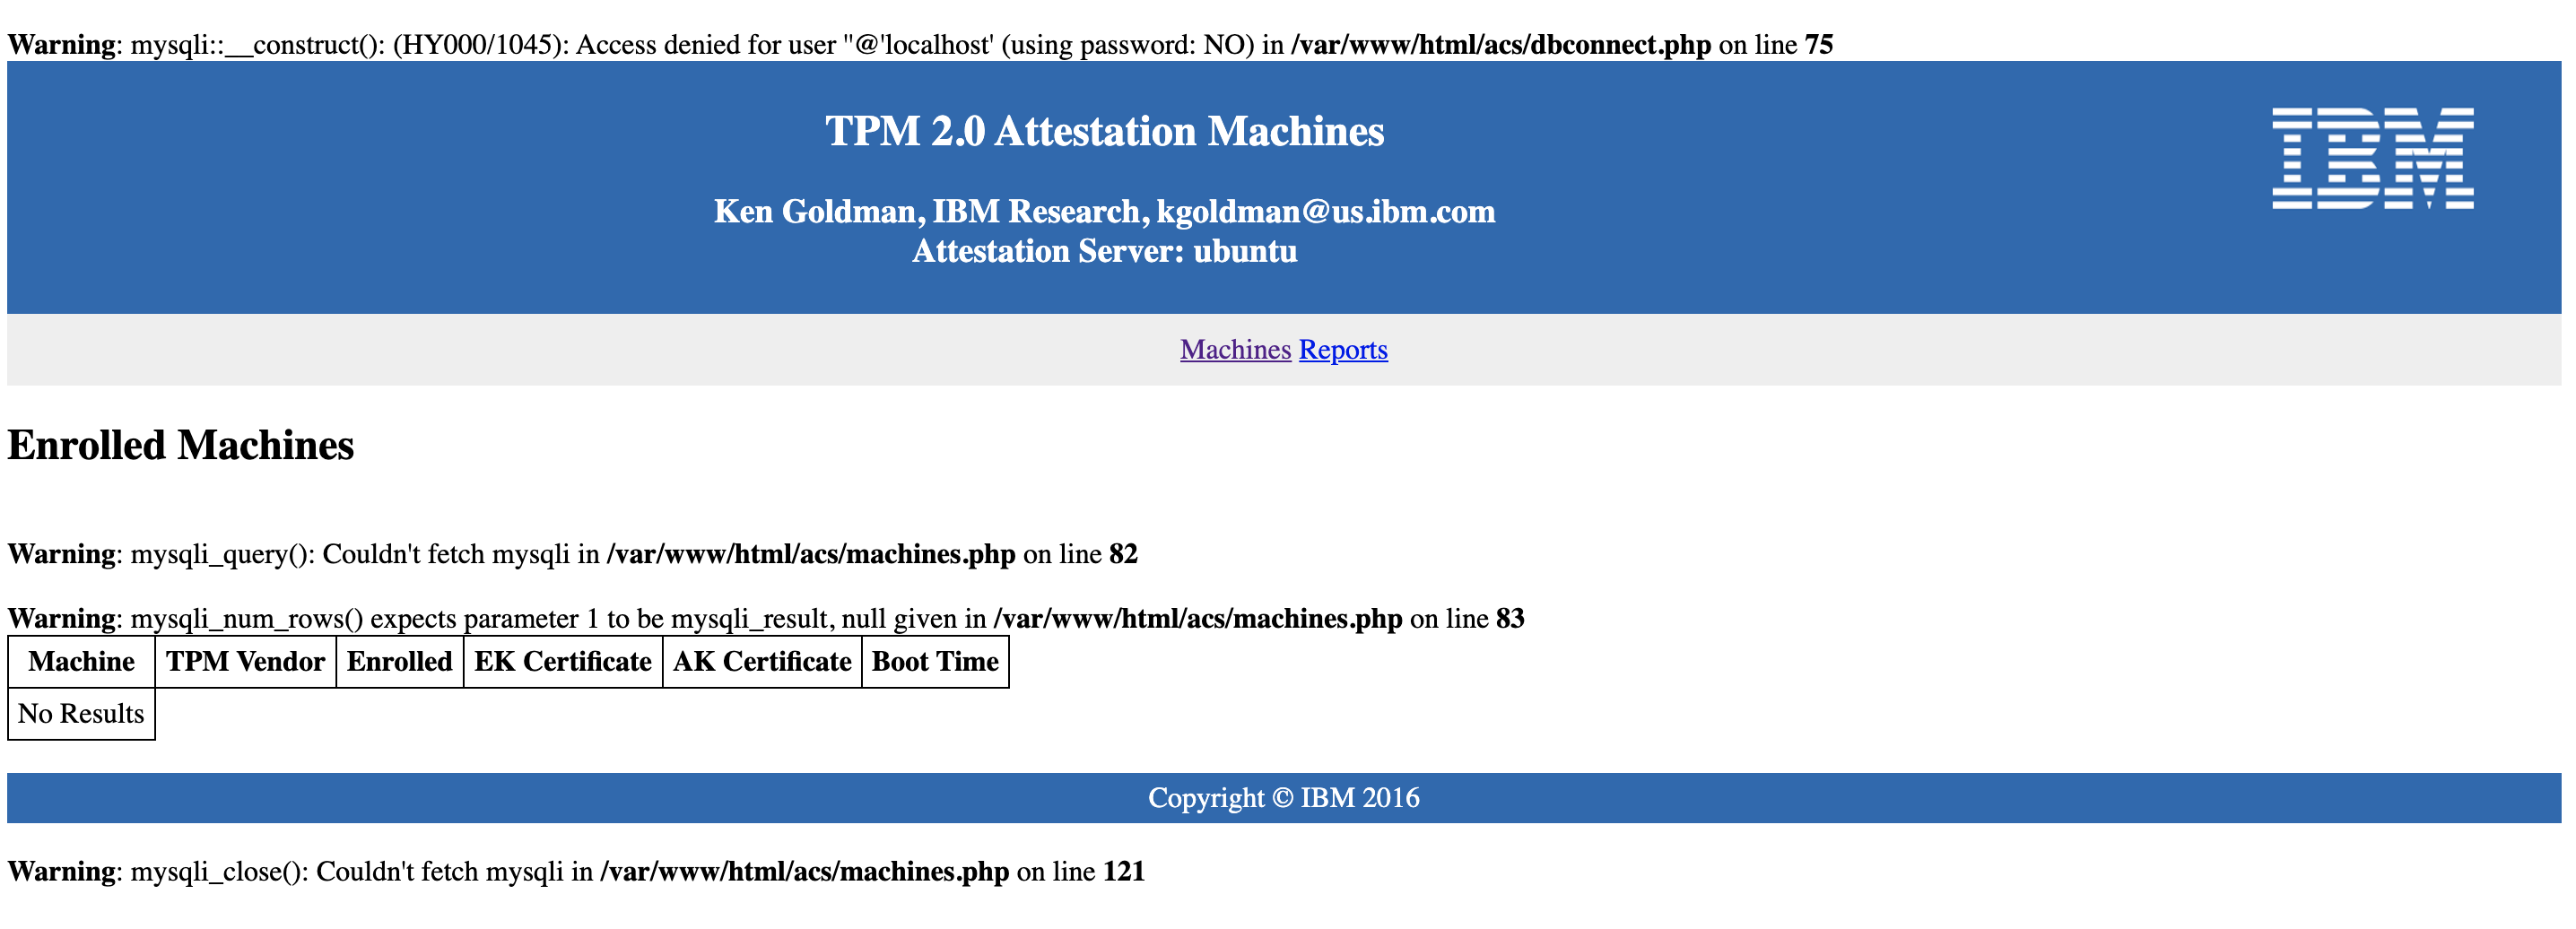 Warning: mysqli::__construct(): (HY000/1045): Access denied for user ''@'localhost' (using password: NO) in /var/www/html/acs/dbconnect.php on line 75
TPM 2.0 Attestation Machines
IBM
Ken Goldman, IBM Research, kgoldman@us.ibm.com
Attestation Server: ubuntu
Machines Reports
Enrolled Machines
Warning: mysqli_query(): Couldn't fetch mysqli in /var/www/html/acs/machines.php on line 82
Warning: mysqli_num_rows() expects parameter 1 to be mysqli_result, null given in /var/www/html/acs/machines.php on line 83
Machine TPM Vendor Enrolled EK Certificate AK Certificate Boot Time
No Results
Copyright © IBM 2016
Warning: mysqli_close(): Couldn't fetch mysqli in /var/www/html/acs/machines.php on line 121